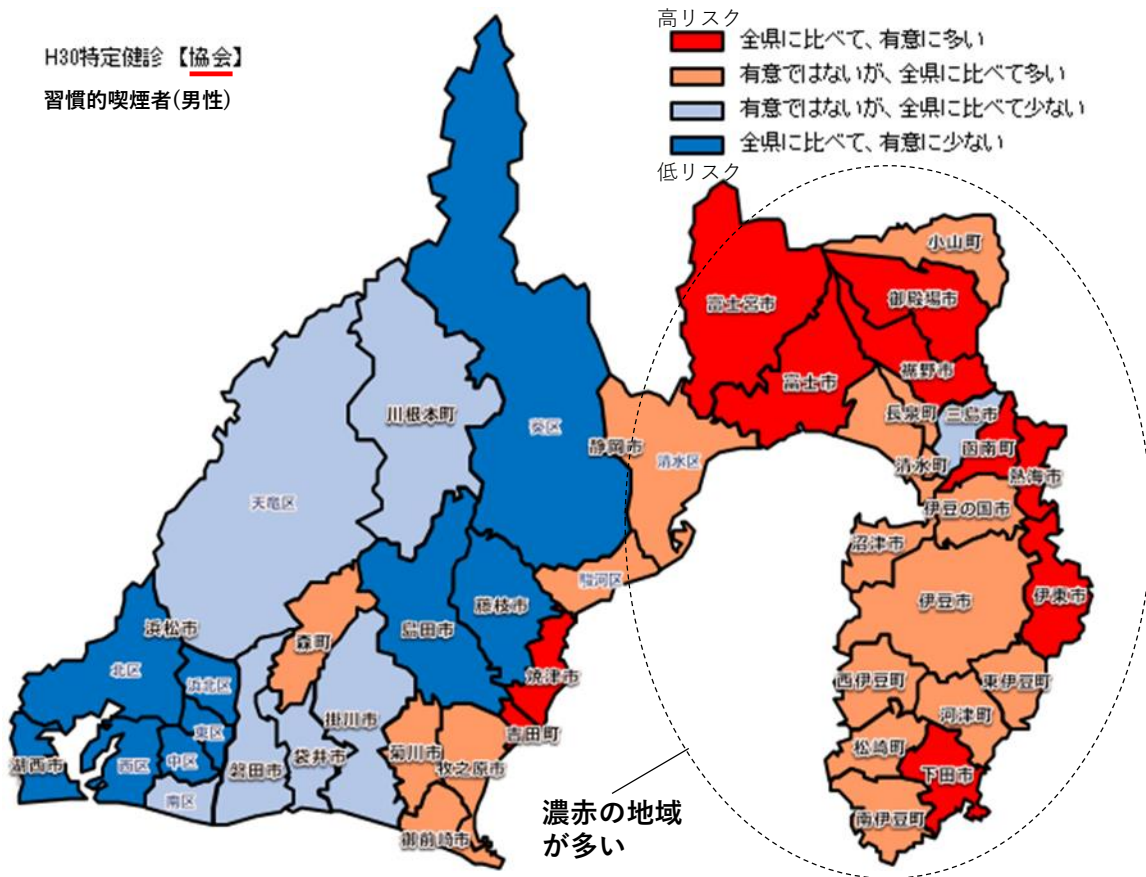 H30特定健診 【協会】
習慣的喫煙者(男性)
高リスク
全県に比べて、有意に多い
有意ではないが、全県に比べて多い
有意ではないが、全県に比べて少ない
全県に比べて、有意に少ない
低リスク
小山町
御殿場市
富士宮市
裾野市
富士市
長泉町
三島市
函南町
清水町
熱海市
伊豆の国市
沼津市
伊豆市
伊東市
西伊豆町
東伊豆町
河津町
松崎町
下田市
南伊豆町
川根本町
葵区
静岡市
清水区
天竜区
駿河区
藤枝市
島田市
森町
浜松市
焼津市
北区
浜北区
吉田町
掛川市
東区
菊川市
袋井市
牧之原市
湖西市
西区
中区
磐田市
南区
御前崎市
濃赤の地域
が多い